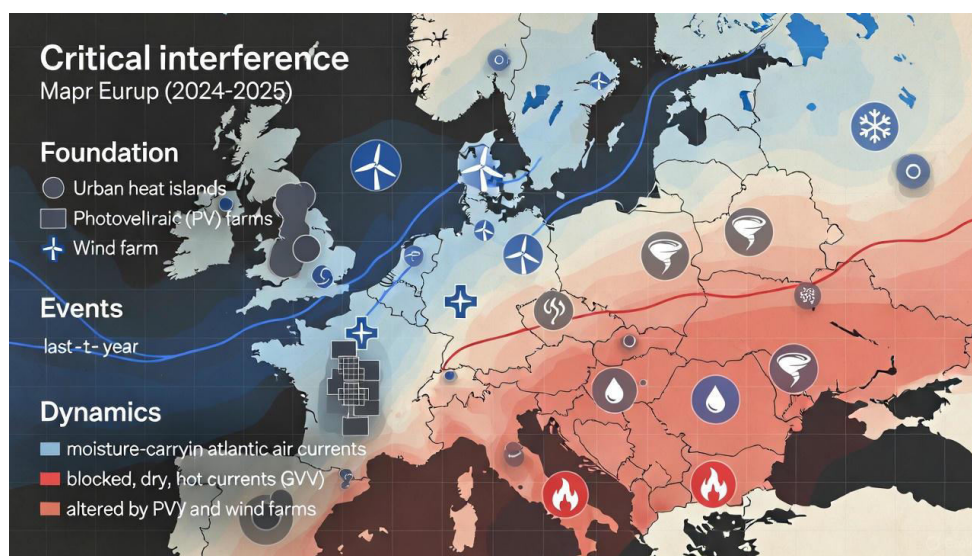 Critical interference
Mapr Eurup (2024-2025)
Foundation
Urban heat islands
Photovellraic (PV) farms
Wind farm
Events
last-t-year
Dynamics
moisture-carryin atlantic air currents
blocked, dry, hot currents (GVV)
altered by PVy and wind farms